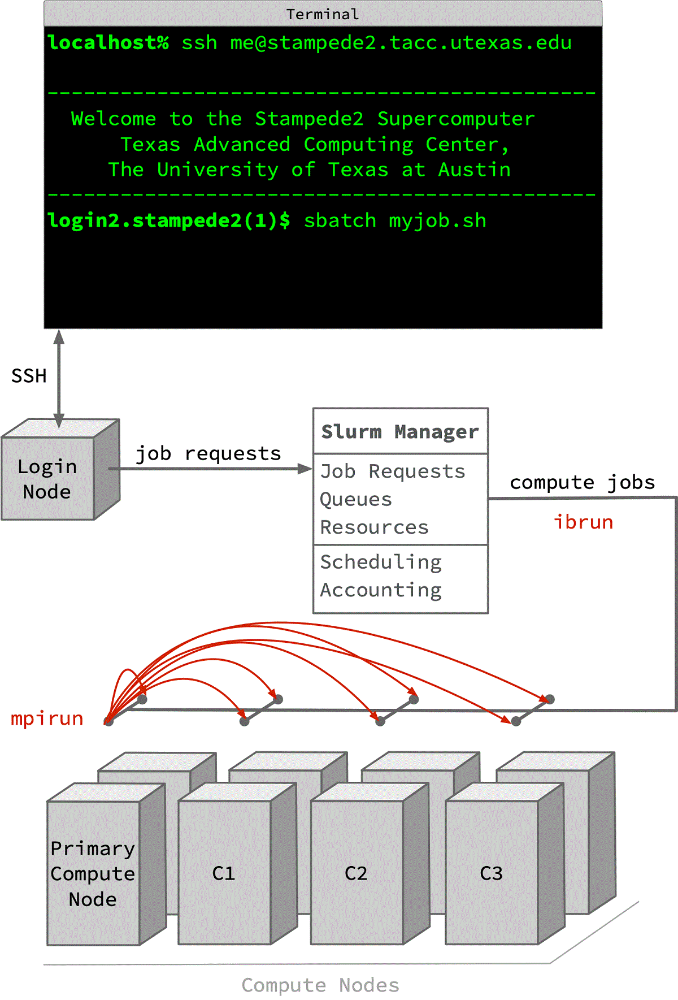 Terminal
localhost% ssh me@stampede2.tacc.utexas.edu
---------------------------------------------
Welcome to the Stampede2 Supercomputer
Texas Advanced Computing Center,
The University of Texas at Austin
---------------------------------------------
login2.stampede2(1)$ sbatch myjob.sh
SSH
Login
Node
job requests
Slurm Manager
Job Requests
Queues
Resources
Scheduling
Accounting
compute jobs
ibrun
mpirun
Primary
Compute
Node
C1
C2
C3
Compute Nodes